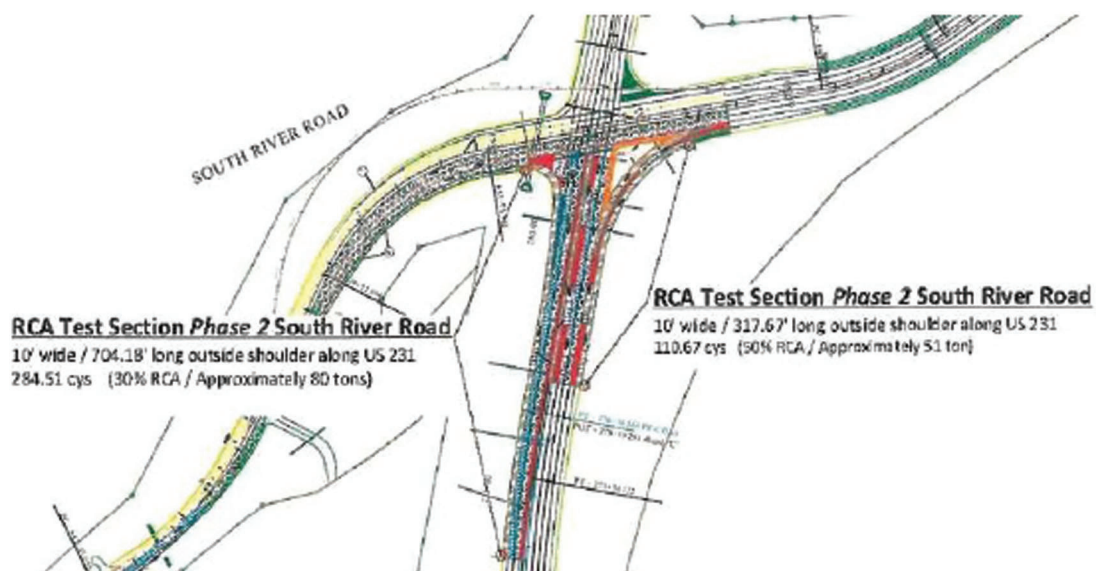 SOUTH RIVER ROAD
RCA Test Section Phase 2 South River Road
10' wide / 704.18' long outside shoulder along US 231
284.51 cys (30% RCA / Approximately 80 tons)
RCA Test Section Phase 2 South River Road
10' wide / 317.67' long outside shoulder along US 231
110.67 cys (50% RCA / Approximately 51 ton)